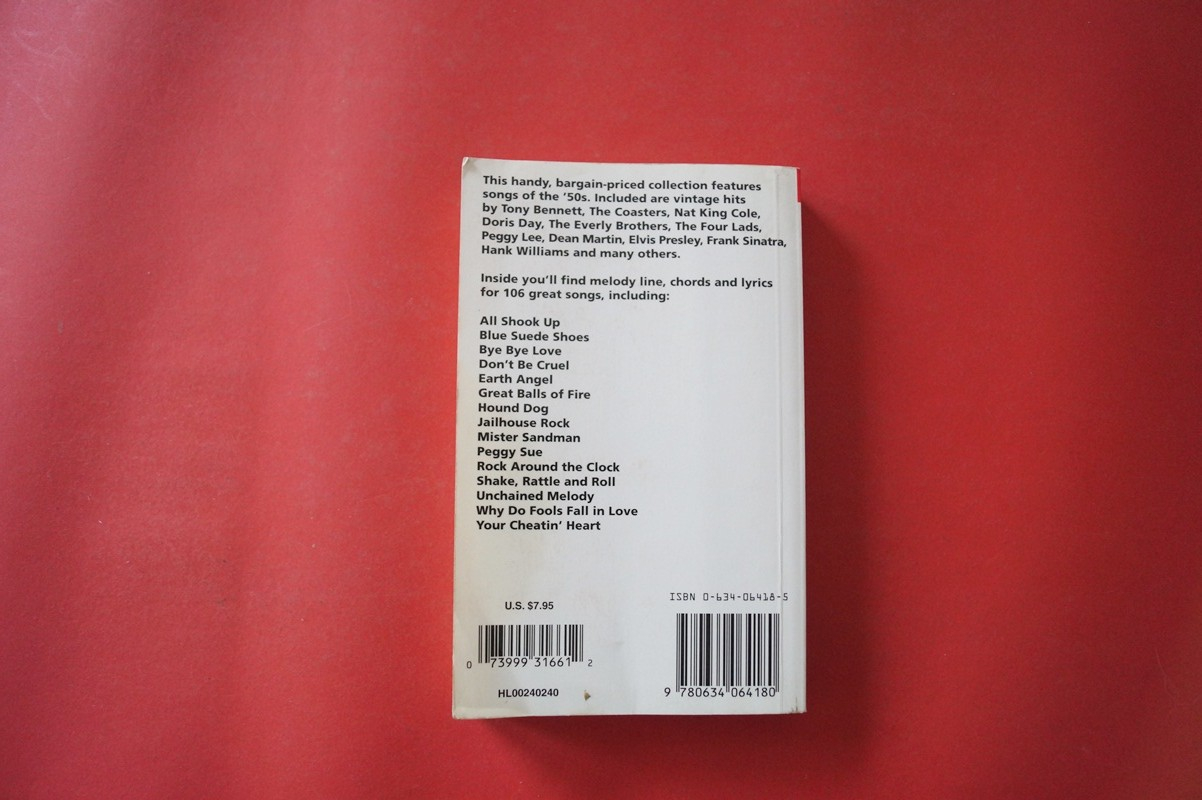 This handy, bargain-priced collection features
songs of the '50s. Included are vintage hits
by Tony Bennett, The Coasters, Nat King Cole,
Doris Day, The Everly Brothers, The Four Lads,
Peggy Lee, Dean Martin, Elvis Presley, Frank Sinatra,
Hank Williams and many others.
Inside you'll find melody line, chords and lyrics
for 106 great songs, including:
All Shook Up
Blue Suede Shoes
Bye Bye Love
Don't Be Cruel
Earth Angel
Great Balls of Fire
Hound Dog
Jailhouse Rock
Mister Sandman
Peggy Sue
Rock Around the Clock
Shake, Rattle and Roll
Unchained Melody
Why Do Fools Fall in Love
Your Cheatin' Heart
U.S. $7.95
0 73999 31661 2
HL00240240
ISBN 0-634-06418-5
9 780634 064180